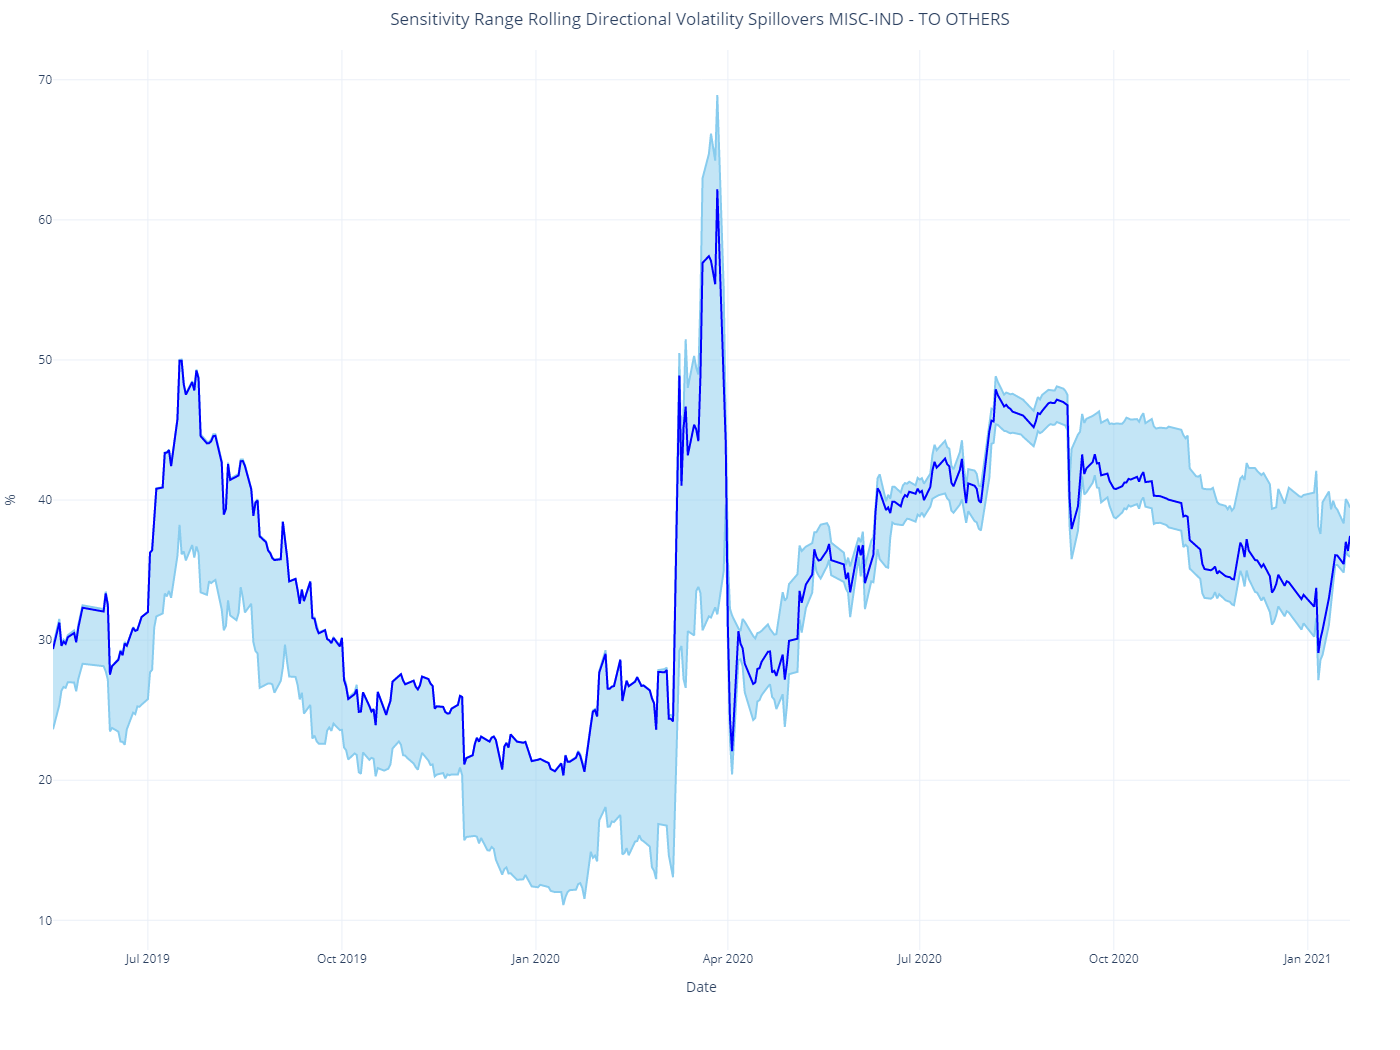 Sensitivity Range Rolling Directional Volatility Spillovers MISC-IND - TO OTHERS
70
60
50
40
30
20
10
%
Jul 2019
Oct 2019
Jan 2020
Apr 2020
Jul 2020
Oct 2020
Jan 2021
Date